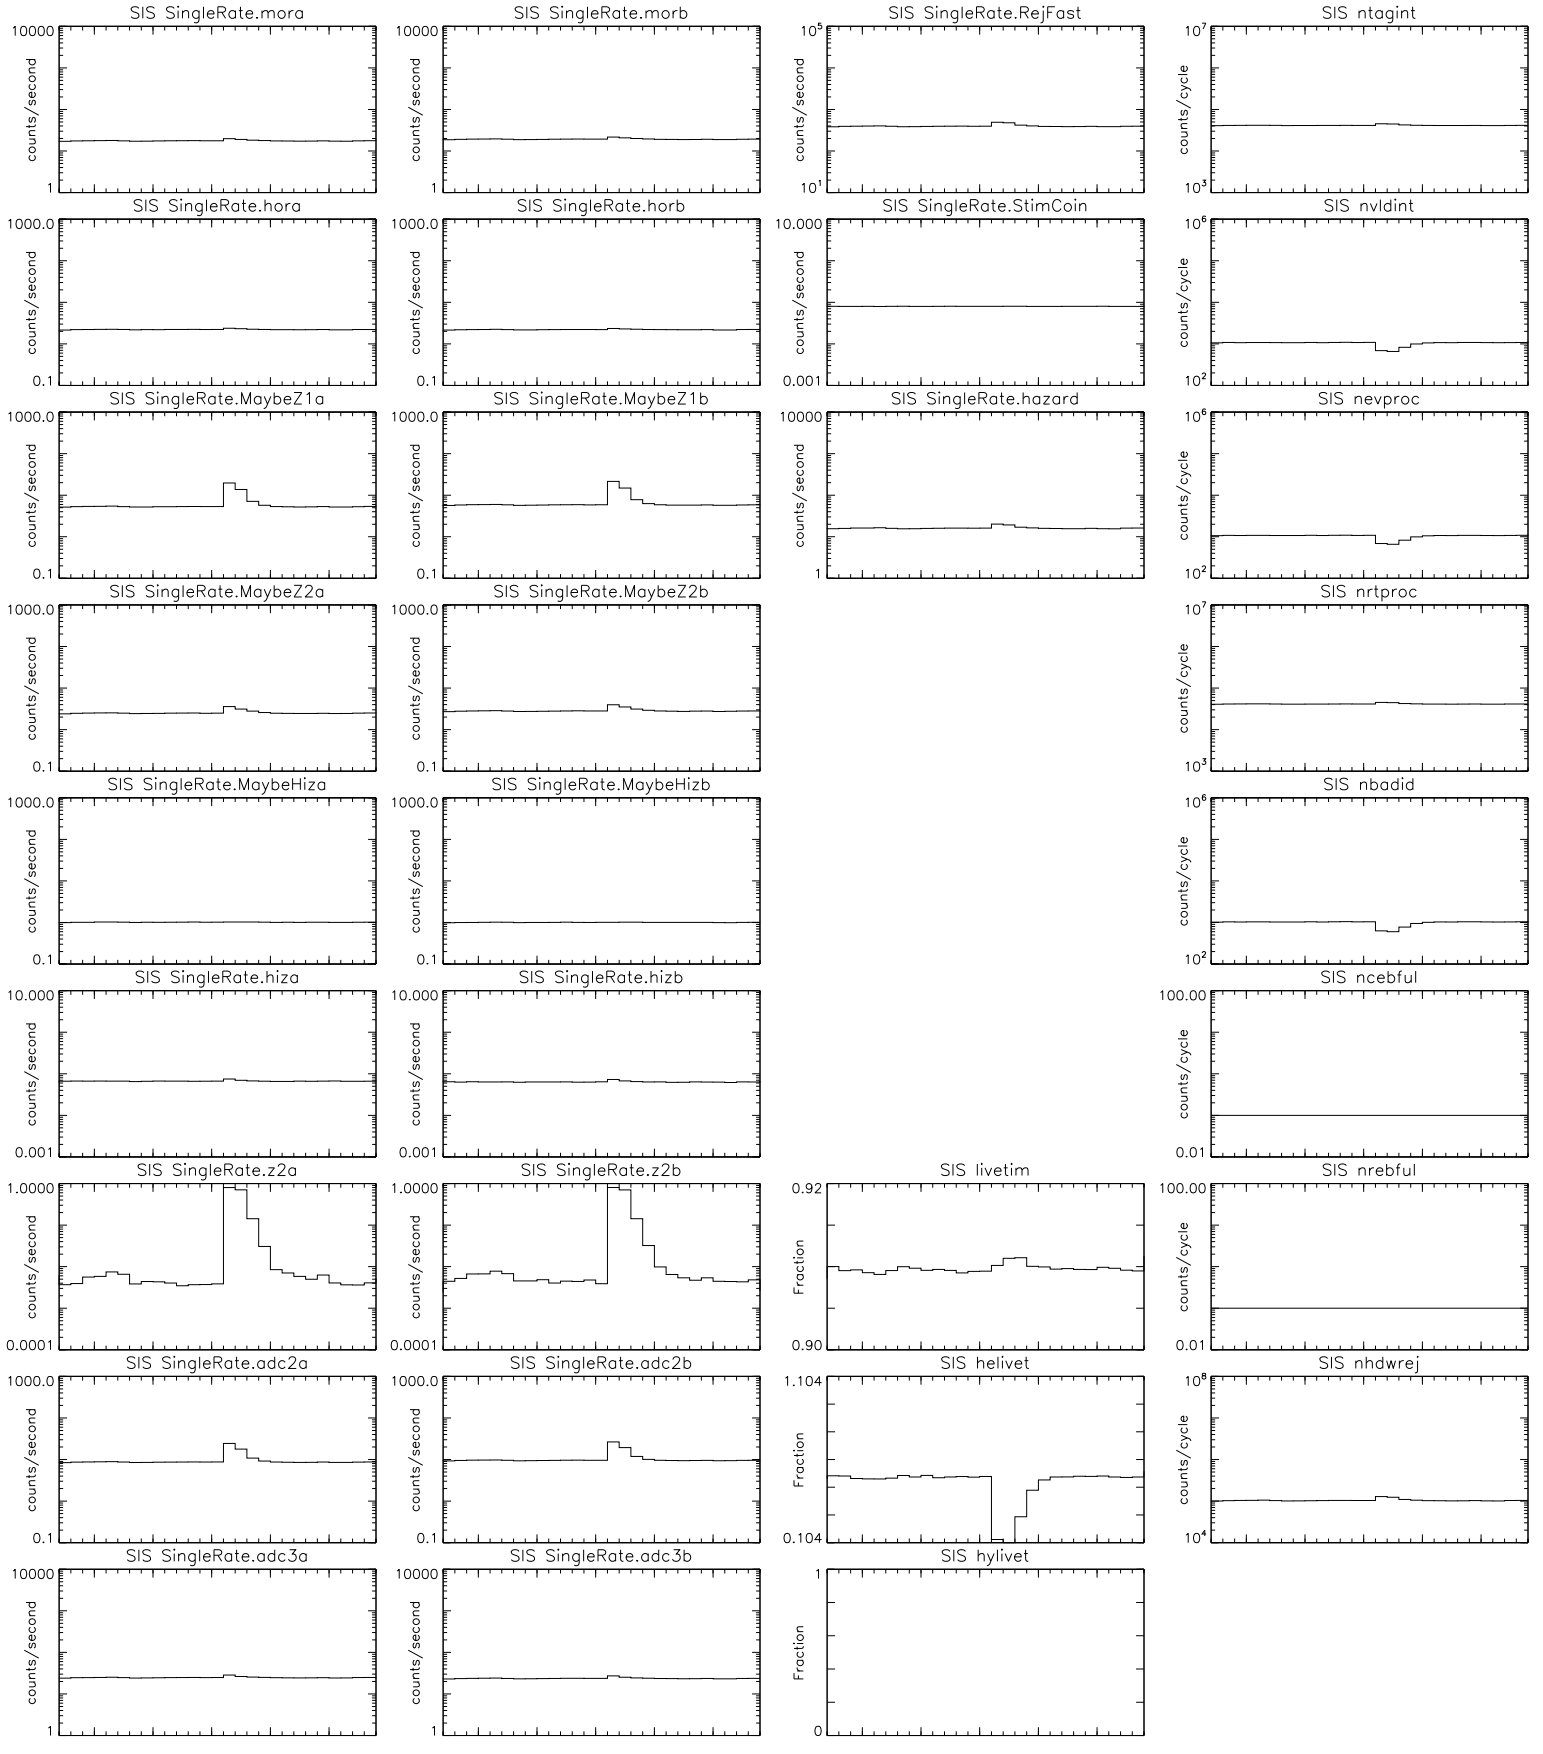 SIS SingleRate.mora
SIS SingleRate.morb
SIS SingleRate.RejFast
SIS ntagint
10000
counts/second
1
10000
counts/second
1
10^5
counts/second
10^1
10^7
counts/cycle
10^3
SIS SingleRate.hora
SIS SingleRate.horb
SIS SingleRate.StimCoin
SIS nvldint
1000.0
counts/second
0.1
1000.0
counts/second
0.1
10.000
counts/second
0.001
10^6
counts/cycle
10^2
SIS SingleRate.MaybeZ1a
SIS SingleRate.MaybeZ1b
SIS SingleRate.hazard
SIS nevproc
1000.0
counts/second
0.1
1000.0
counts/second
0.1
10000
counts/second
1
10^6
counts/cycle
10^2
SIS SingleRate.MaybeZ2a
SIS SingleRate.MaybeZ2b
SIS nrtproc
1000.0
counts/second
0.1
1000.0
counts/second
0.1
10^7
counts/cycle
10^3
SIS SingleRate.MaybeHiza
SIS SingleRate.MaybeHizb
SIS nbadid
1000.0
counts/second
0.1
1000.0
counts/second
0.1
10^6
counts/cycle
10^2
SIS SingleRate.hiza
SIS SingleRate.hizb
SIS ncebful
10.000
counts/second
0.001
10.000
counts/second
0.001
100.00
counts/cycle
0.01
SIS SingleRate.z2a
SIS SingleRate.z2b
SIS livetim
SIS nrebful
1.0000
counts/second
0.0001
1.0000
counts/second
0.0001
0.92
Fraction
0.90
100.00
counts/cycle
0.01
SIS SingleRate.adc2a
SIS SingleRate.adc2b
SIS helivet
SIS nhdwrej
1000.0
counts/second
0.1
1000.0
counts/second
0.1
1.104
Fraction
0.104
10^8
counts/cycle
10^4
SIS SingleRate.adc3a
SIS SingleRate.adc3b
SIS hylivet
10000
counts/second
1
10000
counts/second
1
1
Fraction
0